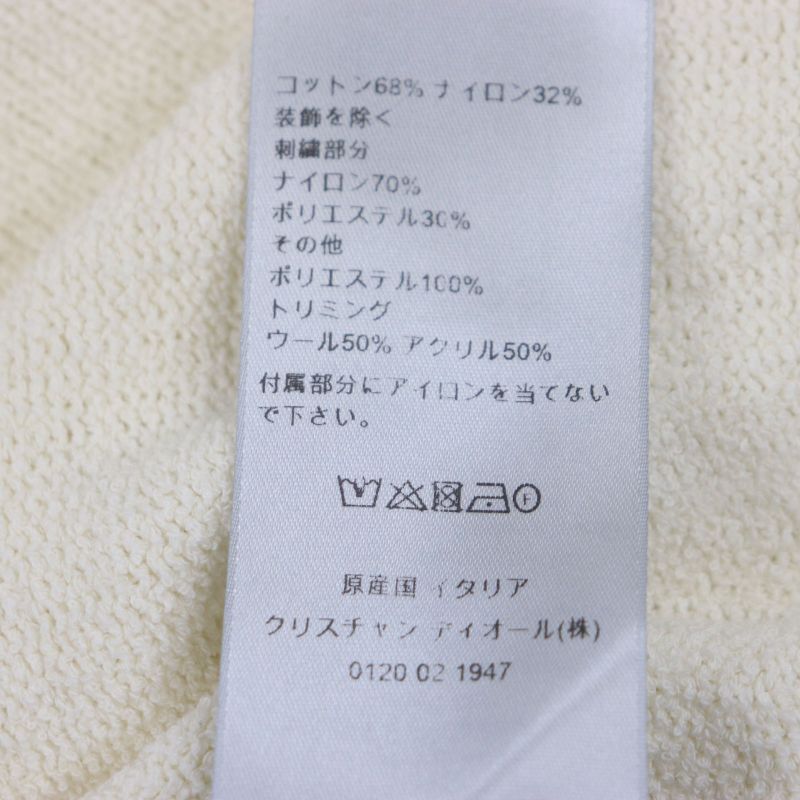 コットン68% ナイロン32%
装飾を除く
刺繍部分
ナイロン70%
ポリエステル30%
その他
ポリエステル100%
トリミング
ウール50% アクリル50%
付属部分にアイロンを当てない
で下さい。
F
原産国 イタリア
クリスチャン ディオール(株)
0120 02 1947